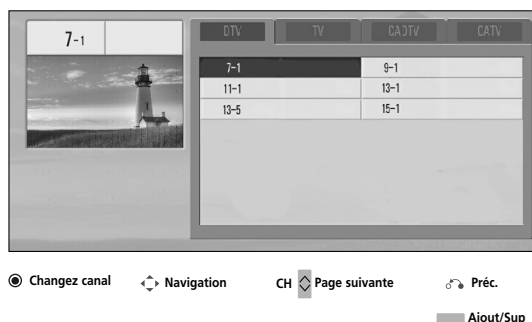 7-1
DTV TV CADTV CATV
7-1 9-1
11-1 13-1
13-5 15-1
Changez canal Navigation CH Page suivante Préc.
Ajout/Sup